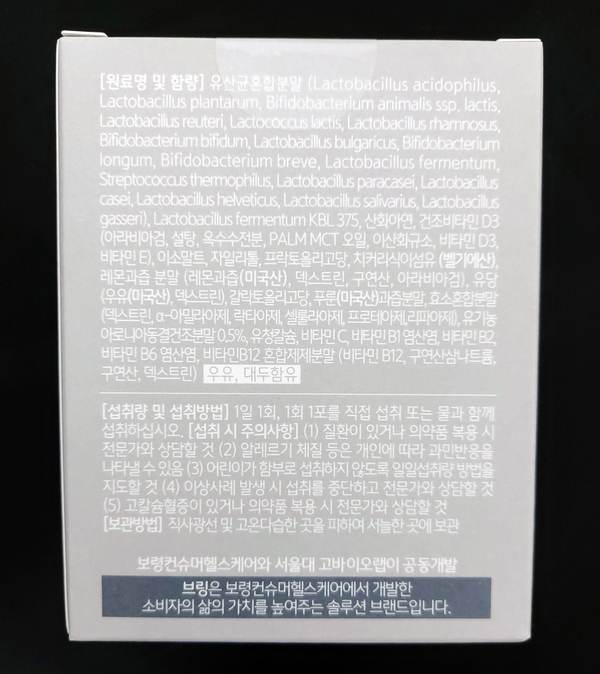 [원료명 및 함량] 유산균혼합분말 (Lactobacillus acidophilus,
Lactobacillus plantarum, Bifidobacterium animalis ssp, lactis,
Lactobacillus reuteri, Lactococcus lactis, Lactobacillus rhamnosus,
Bifidobacterium bifidum, Lactobacillus bulgaricus, Bifidobacterium
longum, Bifidobacterium breve, Lactobacillus fermentum,
Streptococcus thermophilus, Lactobacillus paracasei, Lactobacillus
casei, Lactobacillus helveticus, Lactobacillus salivarius, Lactobacillus
gasseri), Lactobacillus fermentum KBL 375, 산화아연, 건조비타민 D3
(아라비아검, 설탕, 옥수수전분, PALM MCT 오일, 이산화규소, 비타민 D3,
비타민 E), 이소말트, 자일리톨, 프락토올리고당, 치커리식이섬유 (벨기에산),
레몬과즙 분말 (레몬과즙(미국산), 덱스트린, 구연산, 아라비아검), 유당
(우유(미국산), 덱스트린), 갈락토올리고당, 푸룬(미국산)과즙분말, 효소혼합분말
(덱스트린, α-아밀라아제, 락타아제, 셀룰라아제, 프로테아제,리피아제), 유기농
아로니아동결건조분말 0.5%, 유청칼슘, 비타민 C, 비타민 B1 염산염, 비타민 B2,
비타민 B6 염산염, 비타민B12 혼합제제분말 (비타민 B12, 구연산삼나트륨,
구연산, 덱스트린) 우유, 대두함유
[섭취량 및 섭취방법] 1일 1회, 1회 1포를 직접 섭취 또는 물과 함께
섭취하십시오. [섭취 시 주의사항] (1) 질환이 있거나 의약품 복용 시
전문가와 상담할 것 (2) 알레르기 체질 등은 개인에 따라 과민반응을
나타낼 수 있음 (3) 어린이가 함부로 섭취하지 않도록 일일섭취량 방법을
지도할 것 (4) 이상사례 발생 시 섭취를 중단하고 전문가와 상담할 것
(5) 고칼슘혈증이 있거나 의약품 복용 시 전문가와 상담할 것
[보관방법] 직사광선 및 고온다습한 곳을 피하여 서늘한 곳에 보관
보령컨슈머헬스케어와 서울대 고바이오랩이 공동개발
브링은 보령컨슈머헬스케어에서 개발한
소비자의 삶의 가치를 높여주는 솔루션 브랜드입니다.